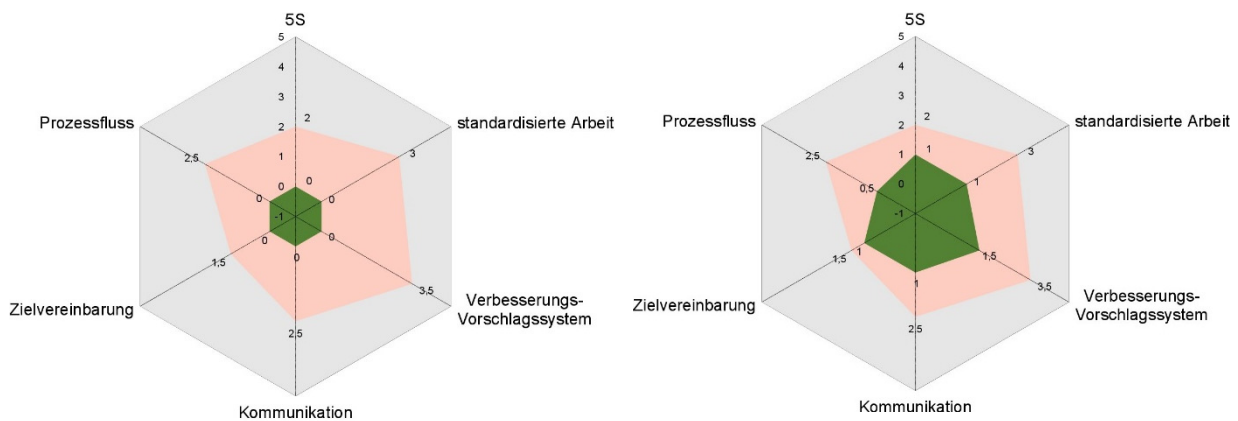 5S
5
4
3
2
2
1
0
0
-1
Prozessfluss
2,5
0
standardisierte Arbeit
3
0
Zielvereinbarung
1,5
0
Verbesserungs-
Vorschlagssystem
3,5
0
Kommunikation
2,5
0
5S
5
4
3
2
2
1
1
0
-1
Prozessfluss
2,5
0,5
standardisierte Arbeit
3
1
Zielvereinbarung
1,5
1
Verbesserungs-
Vorschlagssystem
3,5
1,5
Kommunikation
2,5
1